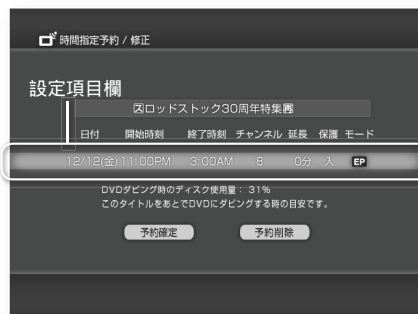 時間指定予約 / 修正
設定項目欄
🈡ロッドストック30周年特集🈞
日付 開始時刻 終了時刻 チャンネル 延長 保護 モード
12/12(金) 11:00PM 3:00AM 8 0分 入 EP
DVDダビング時のディスク使用量 : 31%
このタイトルをあとでDVDにダビングする時の目安です。
予約確定 予約削除